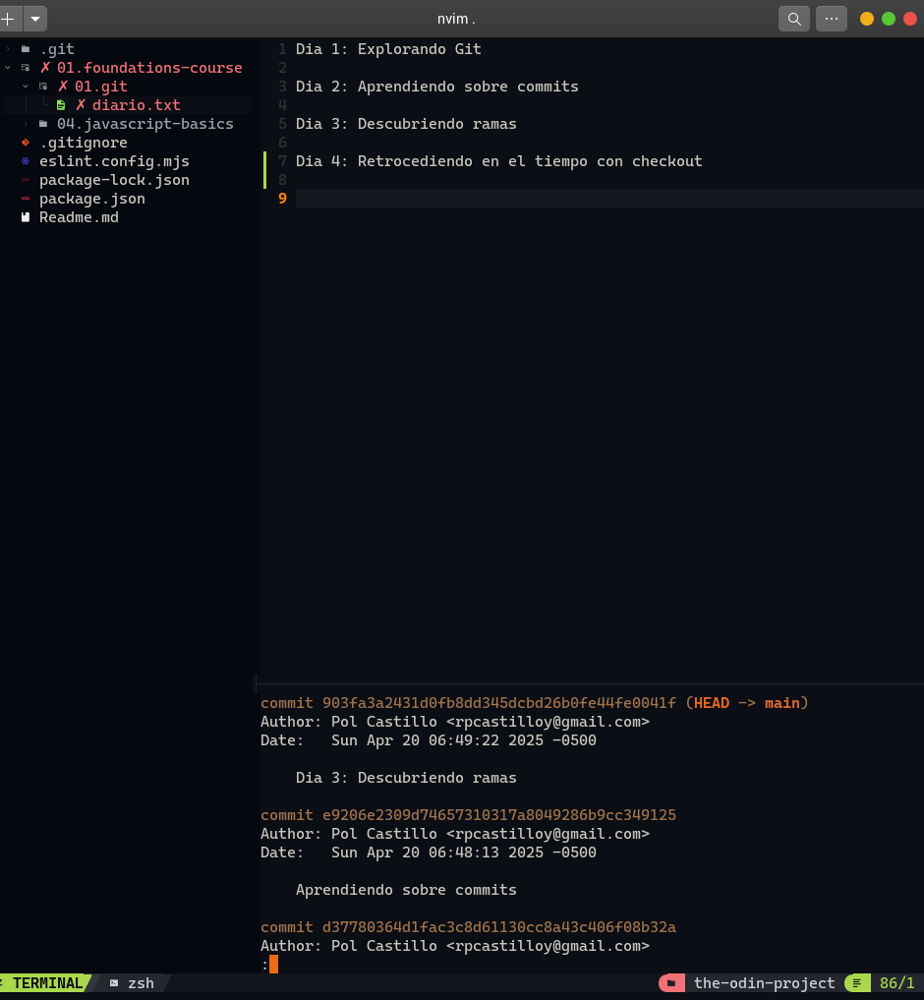 nvim .
.git
01.foundations-course
01.git
diario.txt
04.javascript-basics
.gitignore
eslint.config.mjs
package-lock.json
package.json
Readme.md
1 Dia 1: Explorando Git
2
3 Dia 2: Aprendiendo sobre commits
4
5 Dia 3: Descubriendo ramas
6
7 Dia 4: Retrocediendo en el tiempo con checkout
8
9
commit 903fa3a2431d0fb8dd345dcbd26b0fe44fe0041f (HEAD -> main)
Author: Pol Castillo <rpcastilloy@gmail.com>
Date:   Sun Apr 20 06:49:22 2025 -0500
Dia 3: Descubriendo ramas
commit e9206e2309d74657310317a8049286b9cc349125
Author: Pol Castillo <rpcastilloy@gmail.com>
Date:   Sun Apr 20 06:48:13 2025 -0500
Aprendiendo sobre commits
commit d37780364d1fac3c8d61130cc8a43c406f08b32a
Author: Pol Castillo <rpcastilloy@gmail.com>
:
TERMINAL zsh the-odin-project 86/1